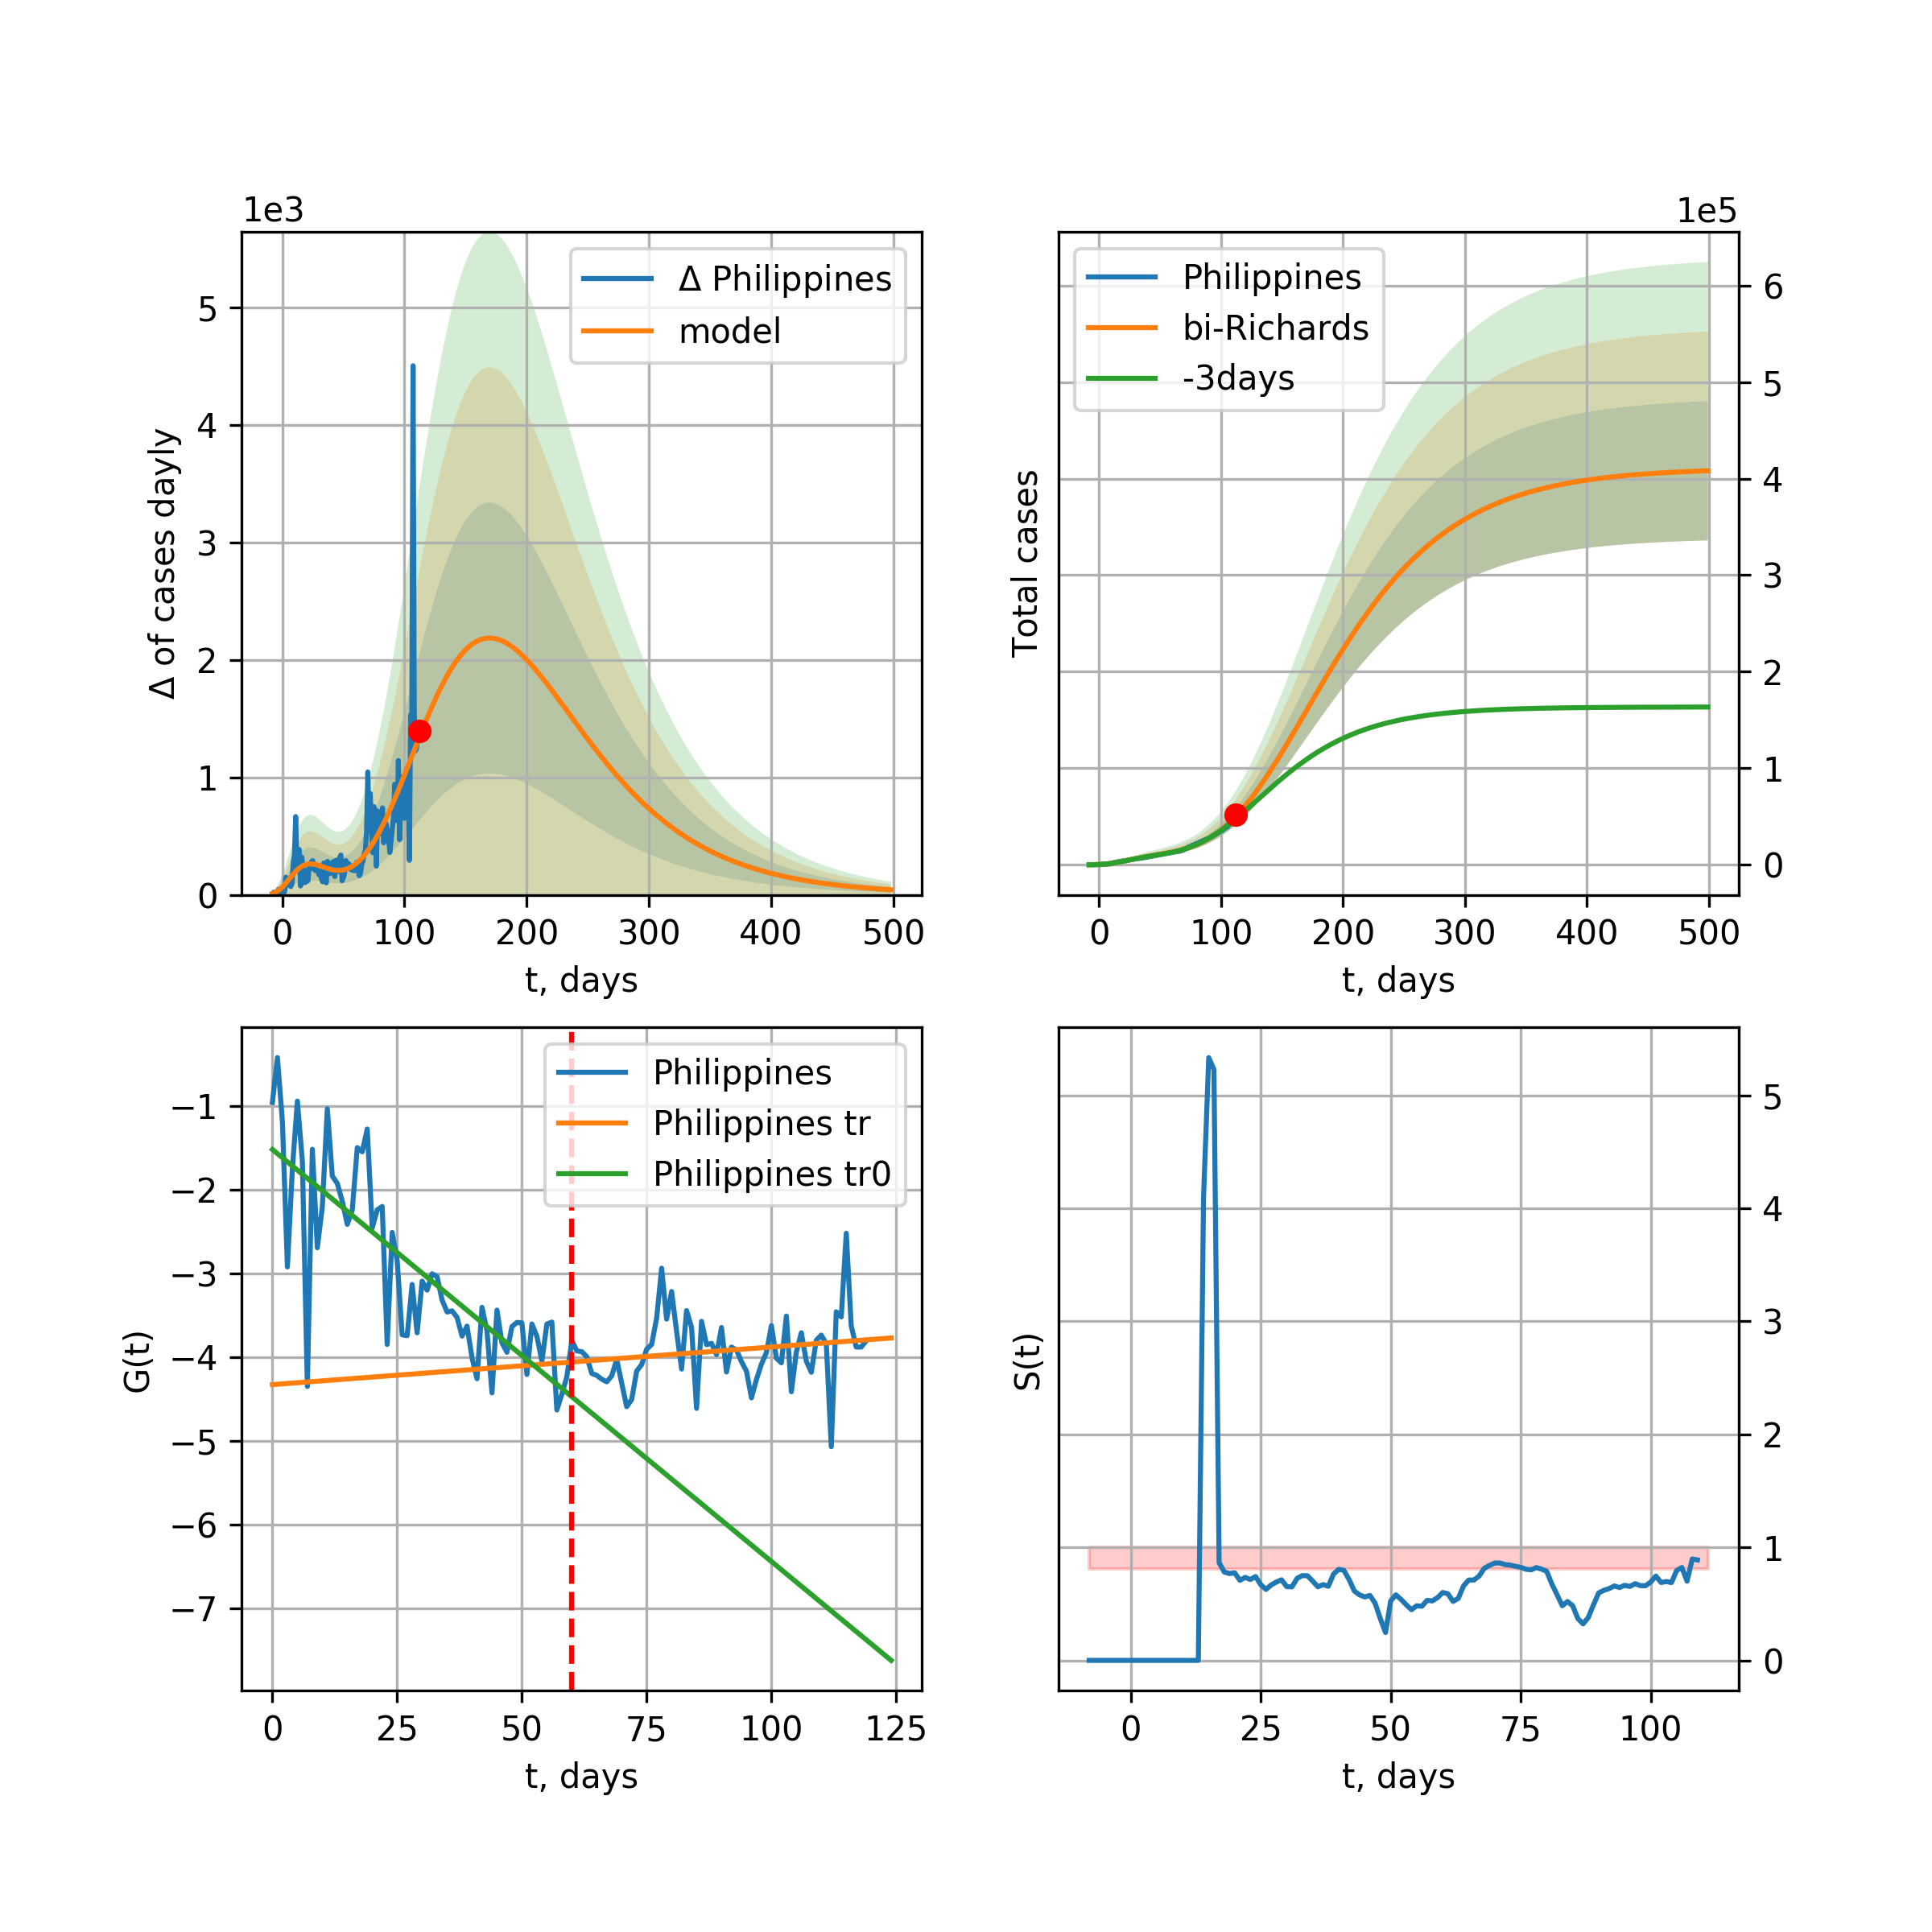 1e3
Δ Philippines
model
5
4
3
2
1
0
Δ of cases dayly
0 100 200 300 400 500
t, days
1e5
Philippines
bi-Richards
-3days
6
5
4
3
2
1
0
Total cases
0 100 200 300 400 500
t, days
Philippines
Philippines tr
Philippines tr0
−1
−2
−3
−4
−5
−6
−7
G(t)
0 25 50 75 100 125
t, days
5
4
3
2
1
0
S(t)
0 25 50 75 100
t, days